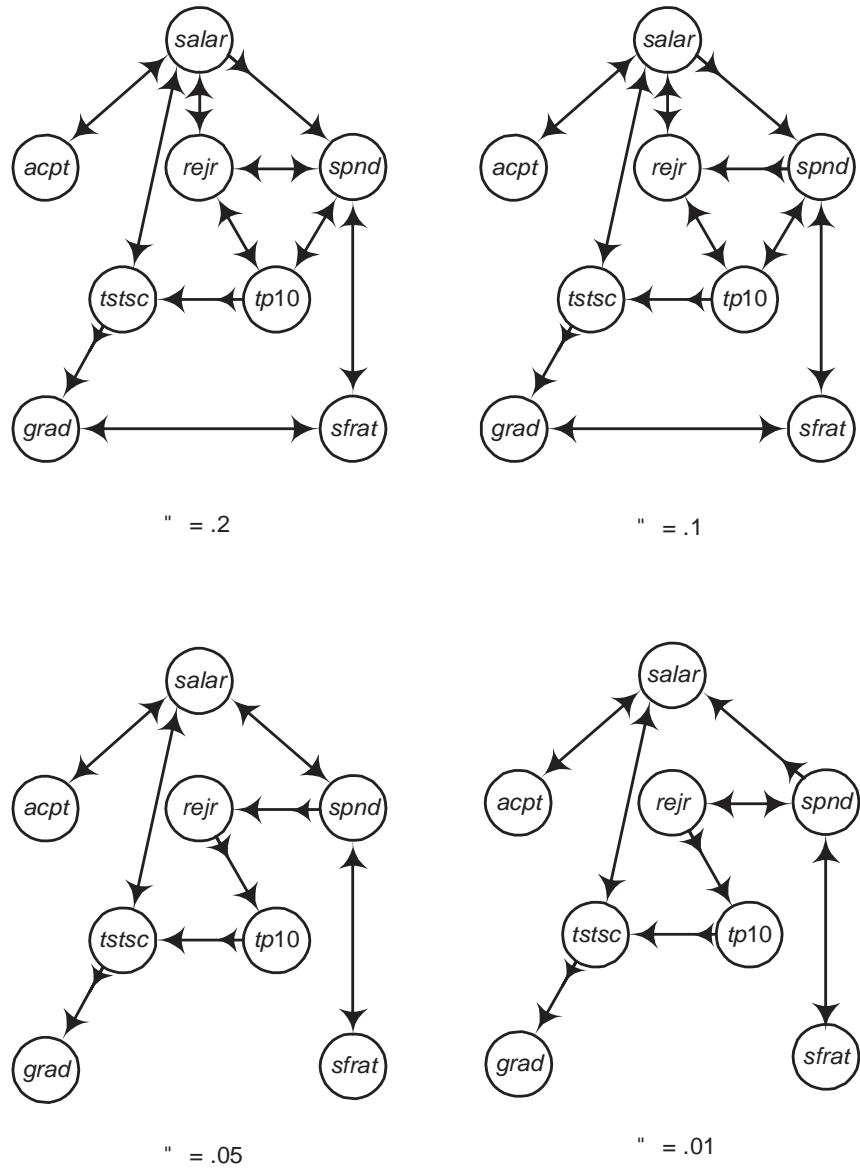 salar salar
acpt rejr spnd acpt rejr spnd
tstsc tp10 tstsc tp10
grad sfrat grad sfrat
" = .2 " = .1
salar salar
acpt rejr spnd acpt rejr spnd
tstsc tp10 tstsc tp10
grad sfrat grad sfrat
" = .05 " = .01